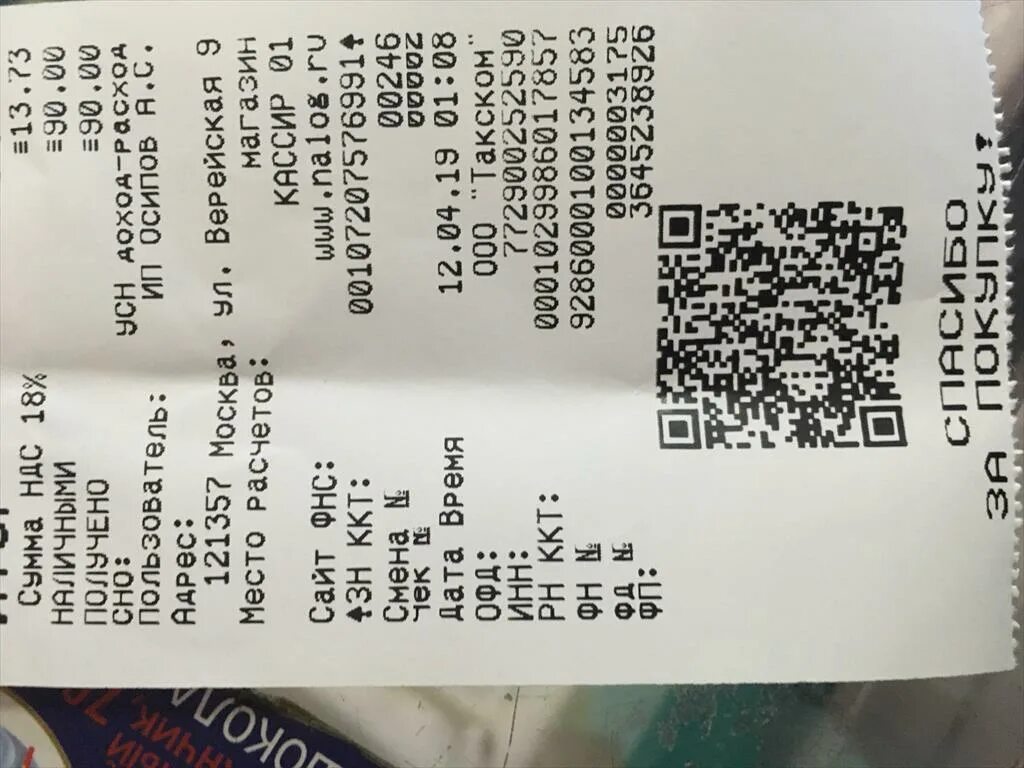 Сумма НДС 18% ≡13.73
НАЛИЧНЫМИ ≡90.00
ПОЛУЧЕНО ≡90.00
СНО: УСН доход-расход
Пользователь: ИП ОСИПОВ А.С.
Адрес:
121357 Москва, ул. Верейская 9
Место расчетов: магазин
КАССИР 01
Сайт ФНС: www.nalog.ru
↑ЗН ККТ: 00107207576991↑
Смена № 00246
Чек № 00002
Дата Время 12.04.19 01:08
ОФД: ООО "Такском"
ИНН: 772900252590
РН ККТ: 0001029986017857
ФН № 9286000100134583
ФД № 0000003175
ФП: 3645238926
СПАСИБО
ЗА ПОКУПКУ!